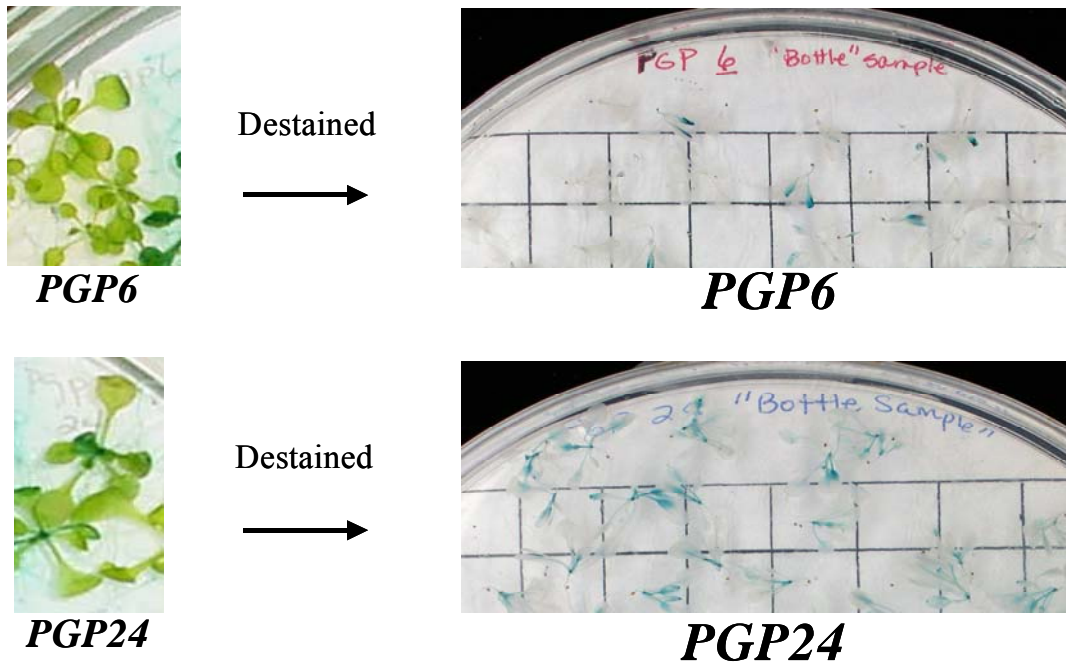 PGP 6 "Bottle" sample
Destained
PGP6
PGP6
"Bottle Sample"
Destained
PGP24
PGP24